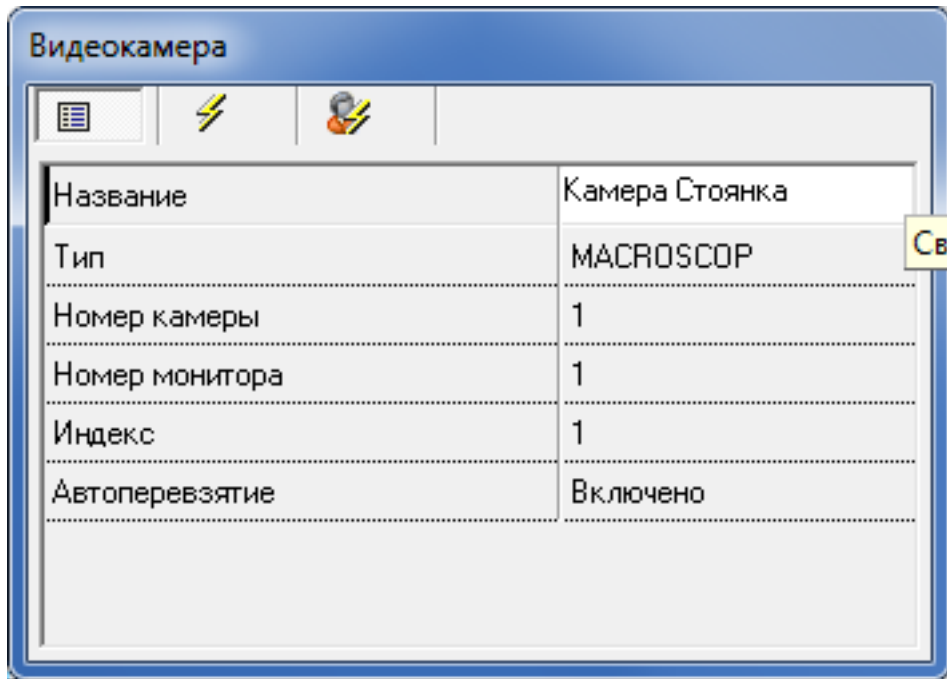 Видеокамера
Название Камера Стоянка
Тип MACROSCOP
Номер камеры 1
Номер монитора 1
Индекс 1
Автоперевзятие Включено